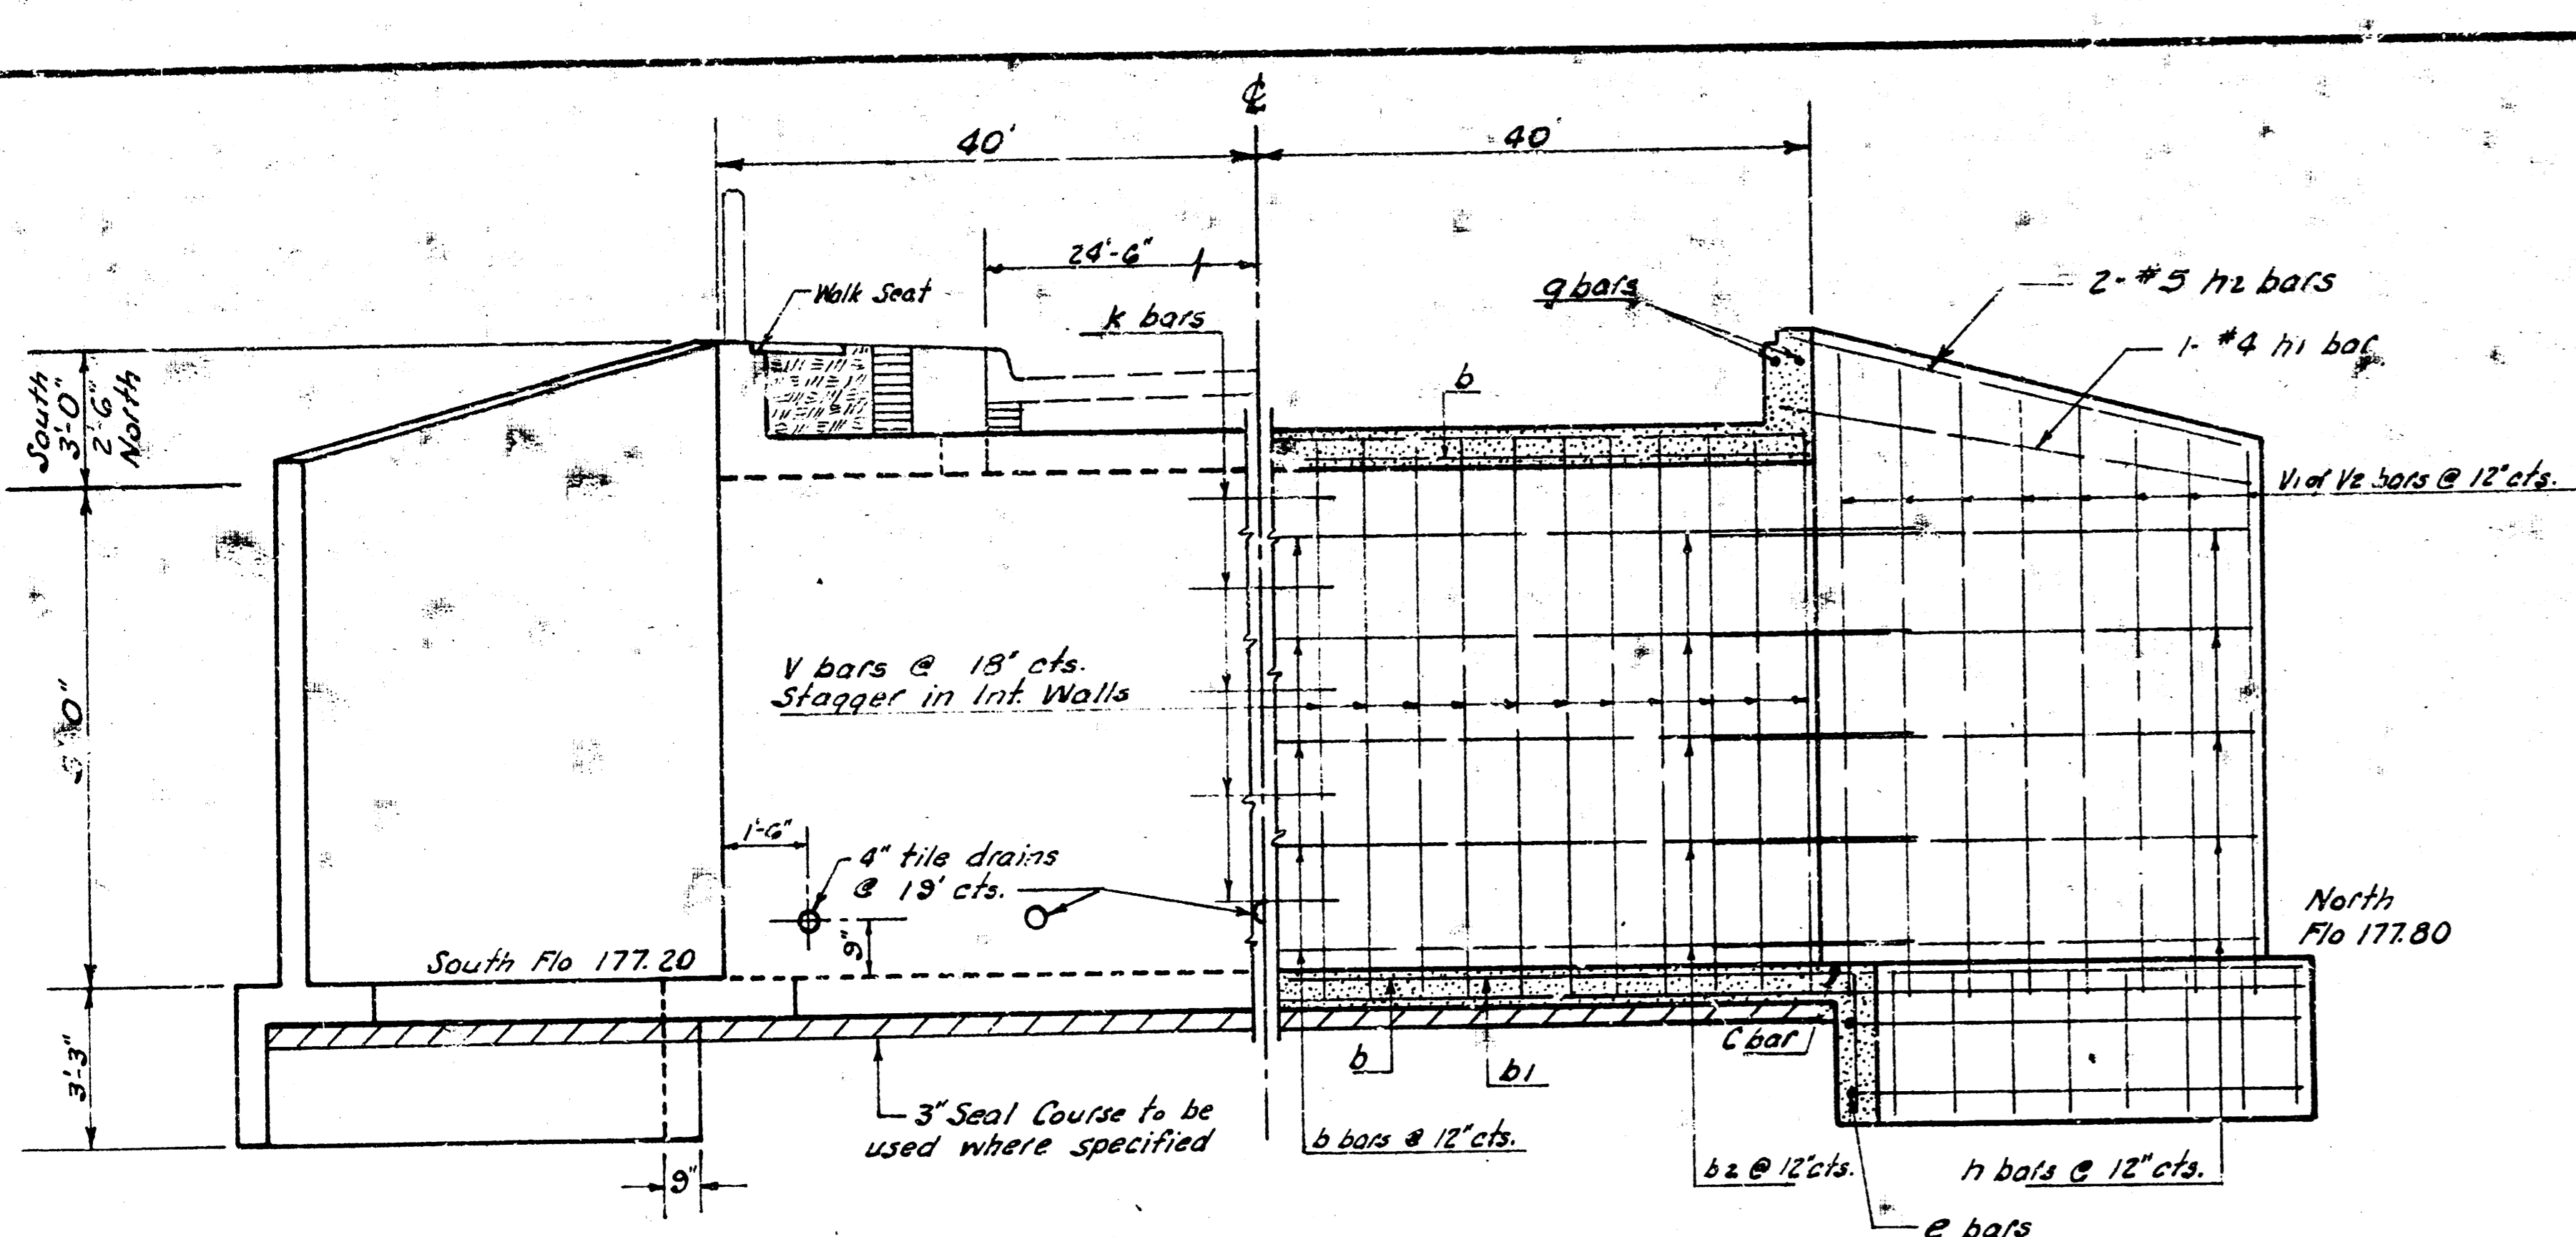 ℄
40'
40'
24'-6"
Walk Seat
k bars
g bars
2- #5 h2 bars
1- #4 h1 bar
b
South
3'-0"
2'-6"
North
V1 or V2 bars @ 12" cts.
V bars @ 18" cts.
Stagger in Int. Walls
1'-6"
4" tile drains
@ 19' cts.
9"
South Flo 177.20
North
Flo 177.80
3'-3"
C bar
b
b1
3" Seal Course to be
used where specified
b bars @ 12" cts.
b2 @ 12" cts.
h bars @ 12" cts.
9"
e bars